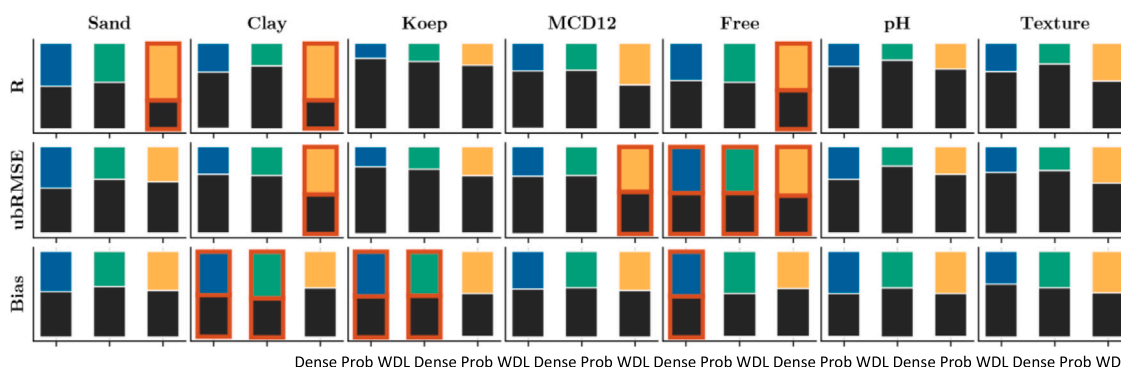 Sand Clay Koep MCD12 Free pH Texture
R
ubRMSE
Bias
Dense Prob WDL Dense Prob WDL Dense Prob WDL Dense Prob WDL Dense Prob WDL Dense Prob WDL Dense Prob WD